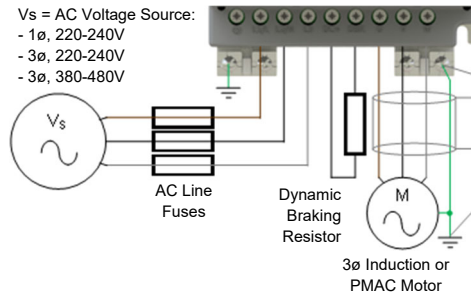 Vs = AC Voltage Source:
- 1ø, 220-240V
- 3ø, 220-240V
- 3ø, 380-480V
Vs
AC Line
Fuses
Dynamic
Braking
Resistor
M
3ø Induction or
PMAC Motor